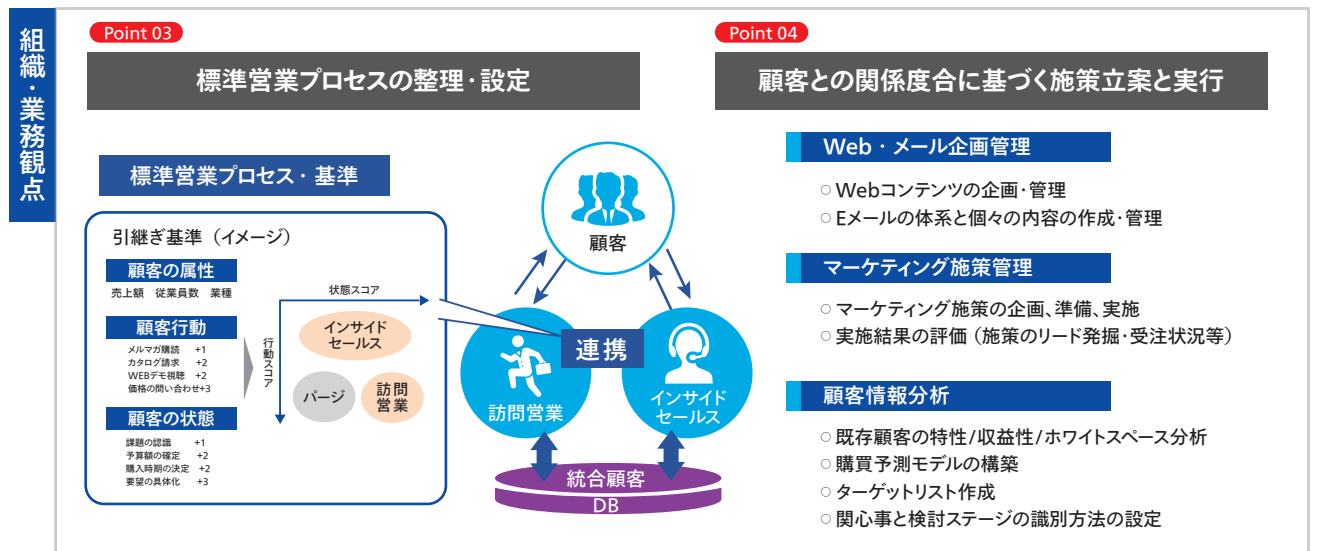 組織・業務観点
Point 03
標準営業プロセスの整理・設定
標準営業プロセス・基準
引継ぎ基準（イメージ）
顧客の属性
売上額 従業員数 業種
顧客行動
メルマガ購読 +1
カタログ請求 +2
WEBデモ視聴 +2
価格の問い合わせ+3
顧客の状態
課題の認識 +1
予算額の確定 +2
購入時期の決定 +2
要望の具体化 +3
状態スコア
行動スコア
インサイド
セールス
パージ
訪問
営業
顧客
連携
訪問営業
インサイド
セールス
統合顧客
DB
Point 04
顧客との関係度合に基づく施策立案と実行
Web・メール企画管理
○Webコンテンツの企画・管理
○Eメールの体系と個々の内容の作成・管理
マーケティング施策管理
○マーケティング施策の企画、準備、実施
○実施結果の評価（施策のリード発掘・受注状況等）
顧客情報分析
○既存顧客の特性/収益性/ホワイトスペース分析
○購買予測モデルの構築
○ターゲットリスト作成
○関心事と検討ステージの識別方法の設定